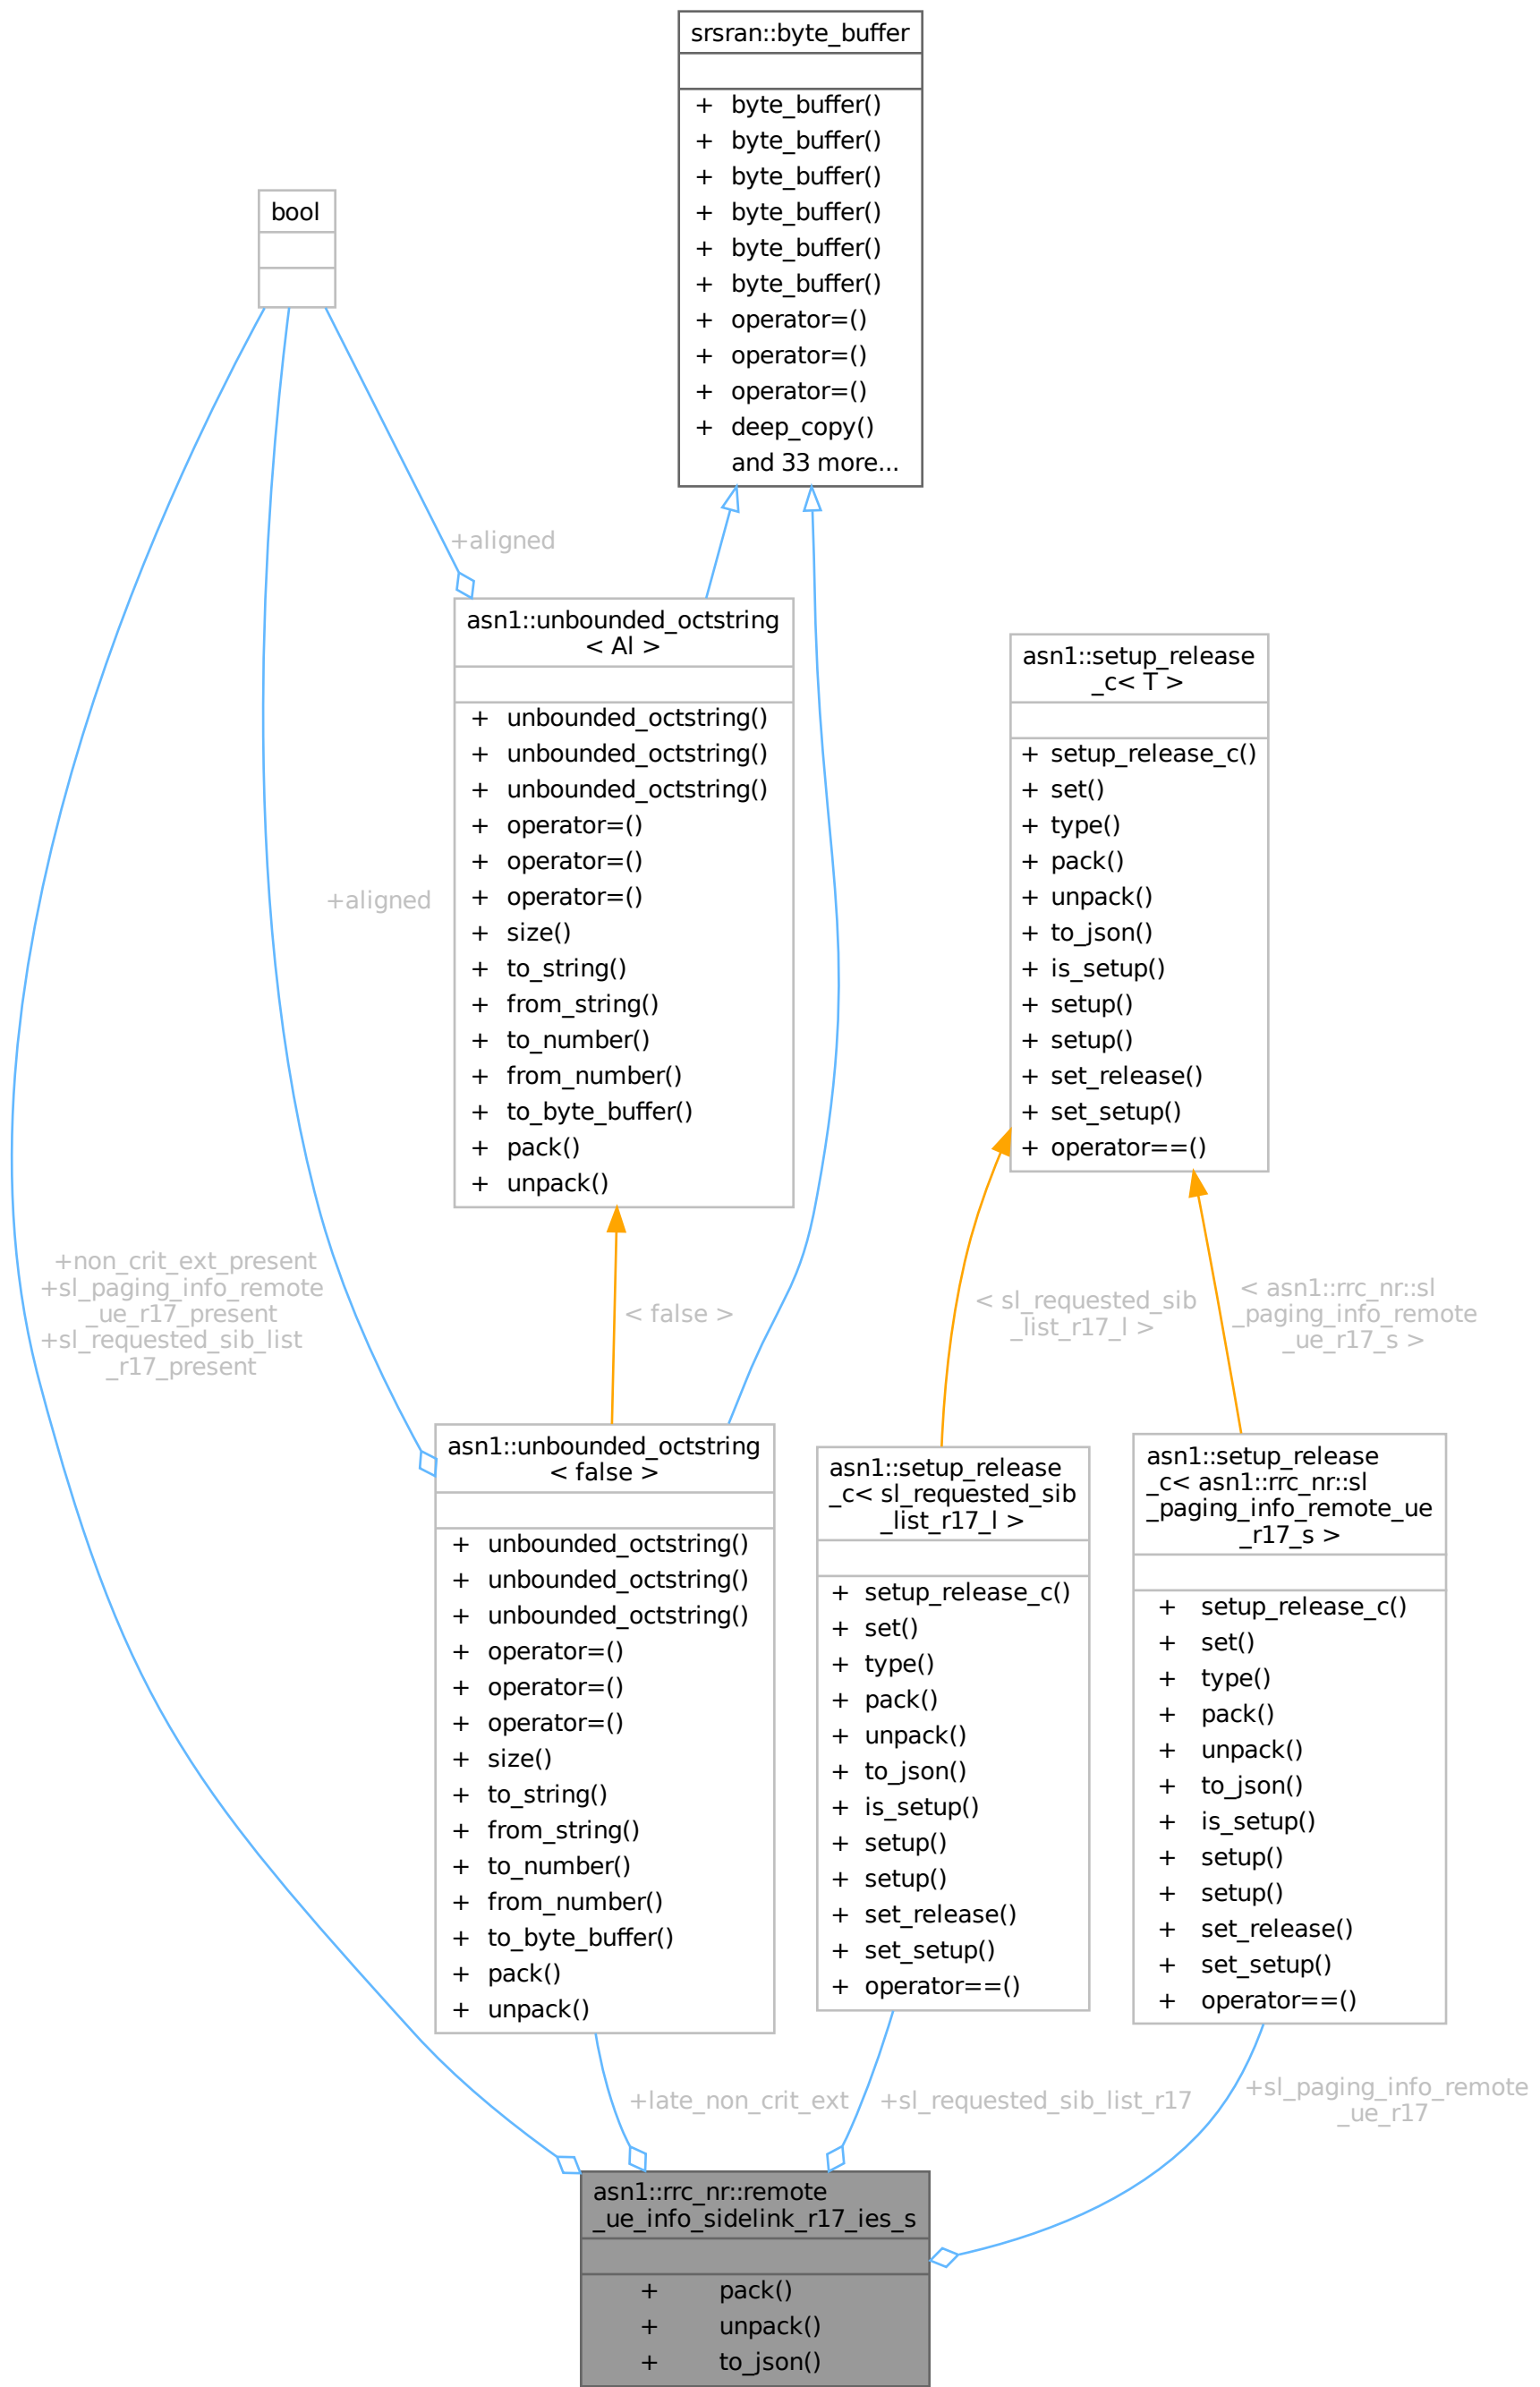 srsran::byte_buffer
+ byte_buffer()
+ byte_buffer()
+ byte_buffer()
+ byte_buffer()
+ byte_buffer()
+ byte_buffer()
+ operator=()
+ operator=()
+ operator=()
+ deep_copy()
and 33 more...
bool
+aligned
asn1::unbounded_octstring
< Al >
+ unbounded_octstring()
+ unbounded_octstring()
+ unbounded_octstring()
+ operator=()
+ operator=()
+ operator=()
+ size()
+ to_string()
+ from_string()
+ to_number()
+ from_number()
+ to_byte_buffer()
+ pack()
+ unpack()
asn1::setup_release
_c< T >
+ setup_release_c()
+ set()
+ type()
+ pack()
+ unpack()
+ to_json()
+ is_setup()
+ setup()
+ setup()
+ set_release()
+ set_setup()
+ operator==()
+aligned
+non_crit_ext_present
+sl_paging_info_remote
_ue_r17_present
+sl_requested_sib_list
_r17_present
< false >
< sl_requested_sib
_list_r17_l >
< asn1::rrc_nr::sl
_paging_info_remote
_ue_r17_s >
asn1::unbounded_octstring
< false >
+ unbounded_octstring()
+ unbounded_octstring()
+ unbounded_octstring()
+ operator=()
+ operator=()
+ operator=()
+ size()
+ to_string()
+ from_string()
+ to_number()
+ from_number()
+ to_byte_buffer()
+ pack()
+ unpack()
asn1::setup_release
_c< sl_requested_sib
_list_r17_l >
+ setup_release_c()
+ set()
+ type()
+ pack()
+ unpack()
+ to_json()
+ is_setup()
+ setup()
+ setup()
+ set_release()
+ set_setup()
+ operator==()
asn1::setup_release
_c< asn1::rrc_nr::sl
_paging_info_remote_ue
_r17_s >
+ setup_release_c()
+ set()
+ type()
+ pack()
+ unpack()
+ to_json()
+ is_setup()
+ setup()
+ setup()
+ set_release()
+ set_setup()
+ operator==()
+late_non_crit_ext
+sl_requested_sib_list_r17
+sl_paging_info_remote
_ue_r17
asn1::rrc_nr::remote
_ue_info_sidelink_r17_ies_s
+ pack()
+ unpack()
+ to_json()